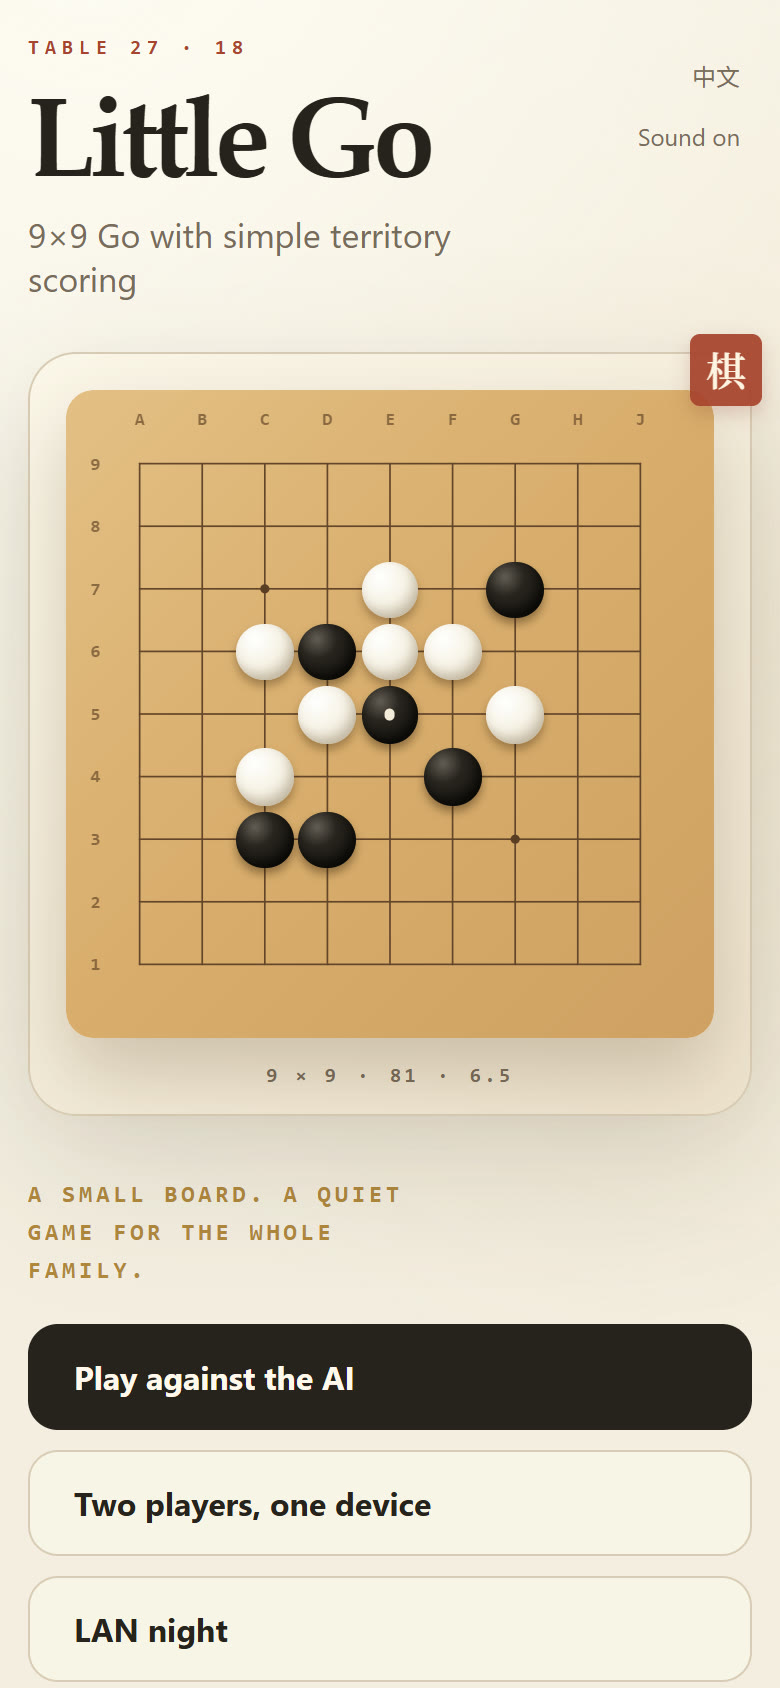 TABLE 27 · 18
中文
Little Go
Sound on
9×9 Go with simple territory
scoring
棋
A B C D E F G H J
9
8
7
6
5
4
3
2
1
9 × 9 · 81 · 6.5
A SMALL BOARD. A QUIET
GAME FOR THE WHOLE
FAMILY.
Play against the AI
Two players, one device
LAN night